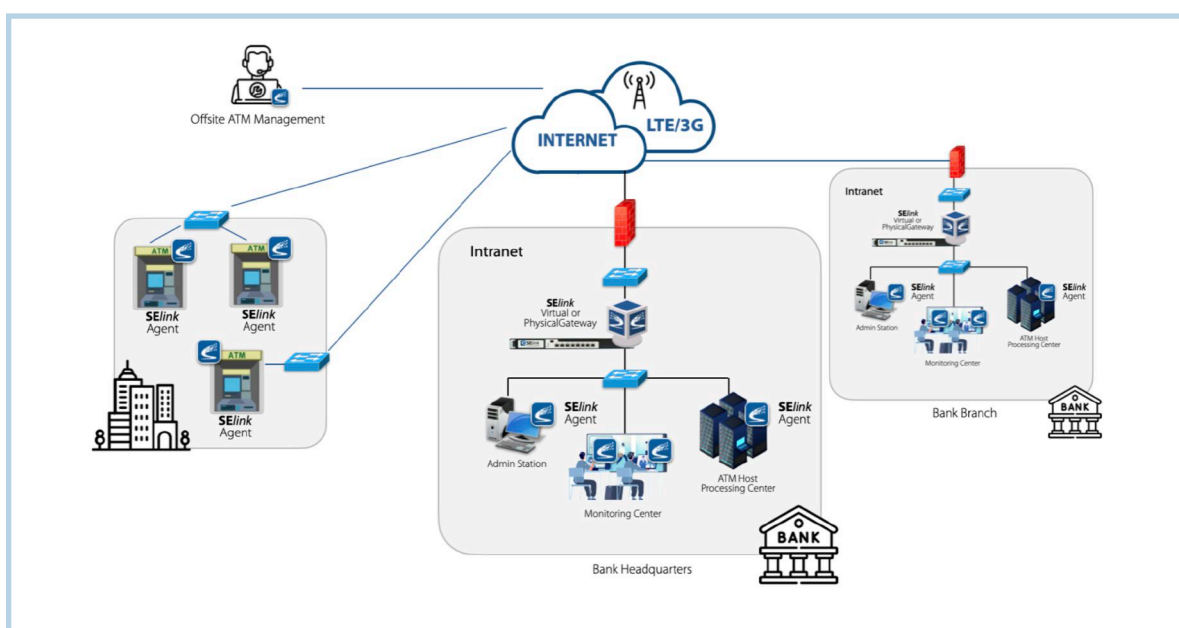 Offsite ATM Management
INTERNET
LTE/3G
ATM
ATM
SElink
Agent
SElink
Agent
ATM
SElink
Agent
Intranet
SElink
Virtual or
PhysicalGateway
SElink
SElink
Agent
Admin Station
Monitoring Center
SElink
Agent
ATM Host
Processing Center
BANK
Bank Headquarters
Intranet
SElink
Virtual or
PhysicalGateway
SElink
Agent
Admin Station
Monitoring Center
SElink
Agent
ATM Host
Processing Center
BANK
Bank Branch